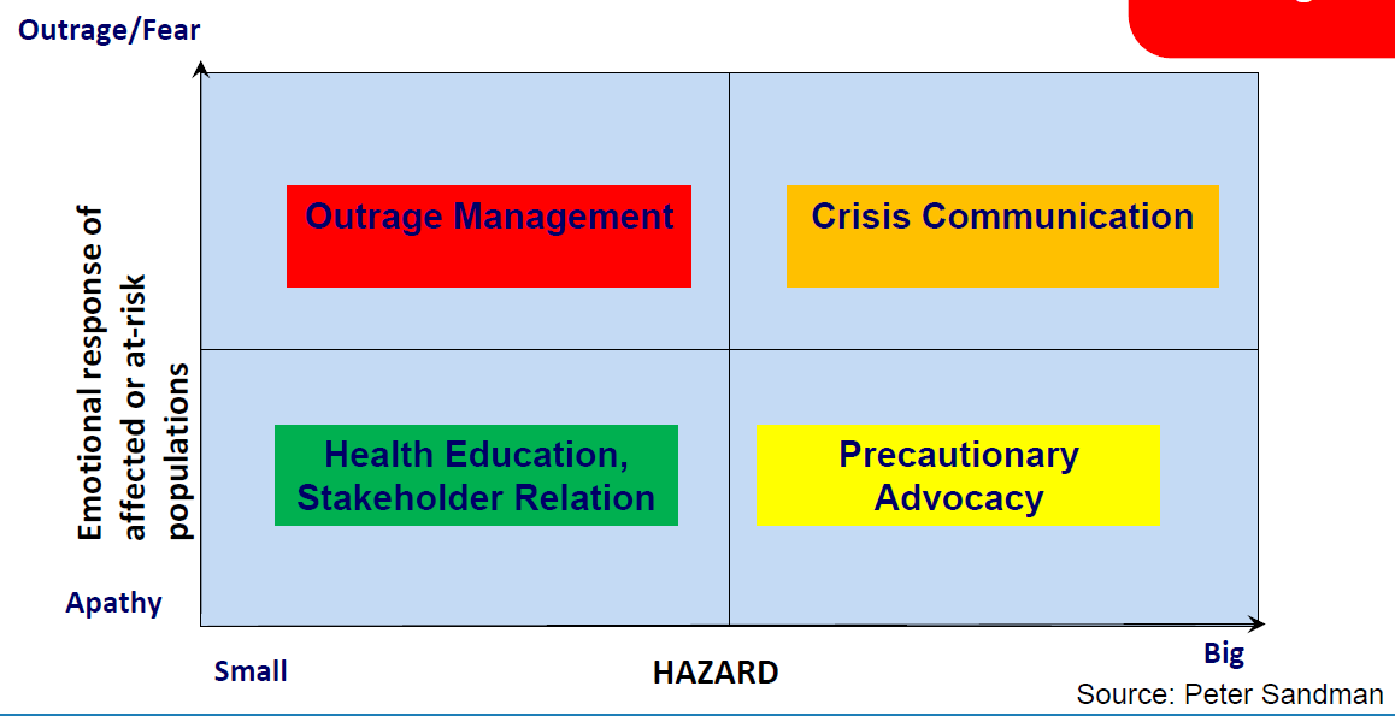 Outrage/Fear
Outrage Management
Crisis Communication
Emotional response of
affected or at-risk
populations
Health Education,
Stakeholder Relation
Precautionary
Advocacy
Apathy
Small
HAZARD
Big
Source: Peter Sandman